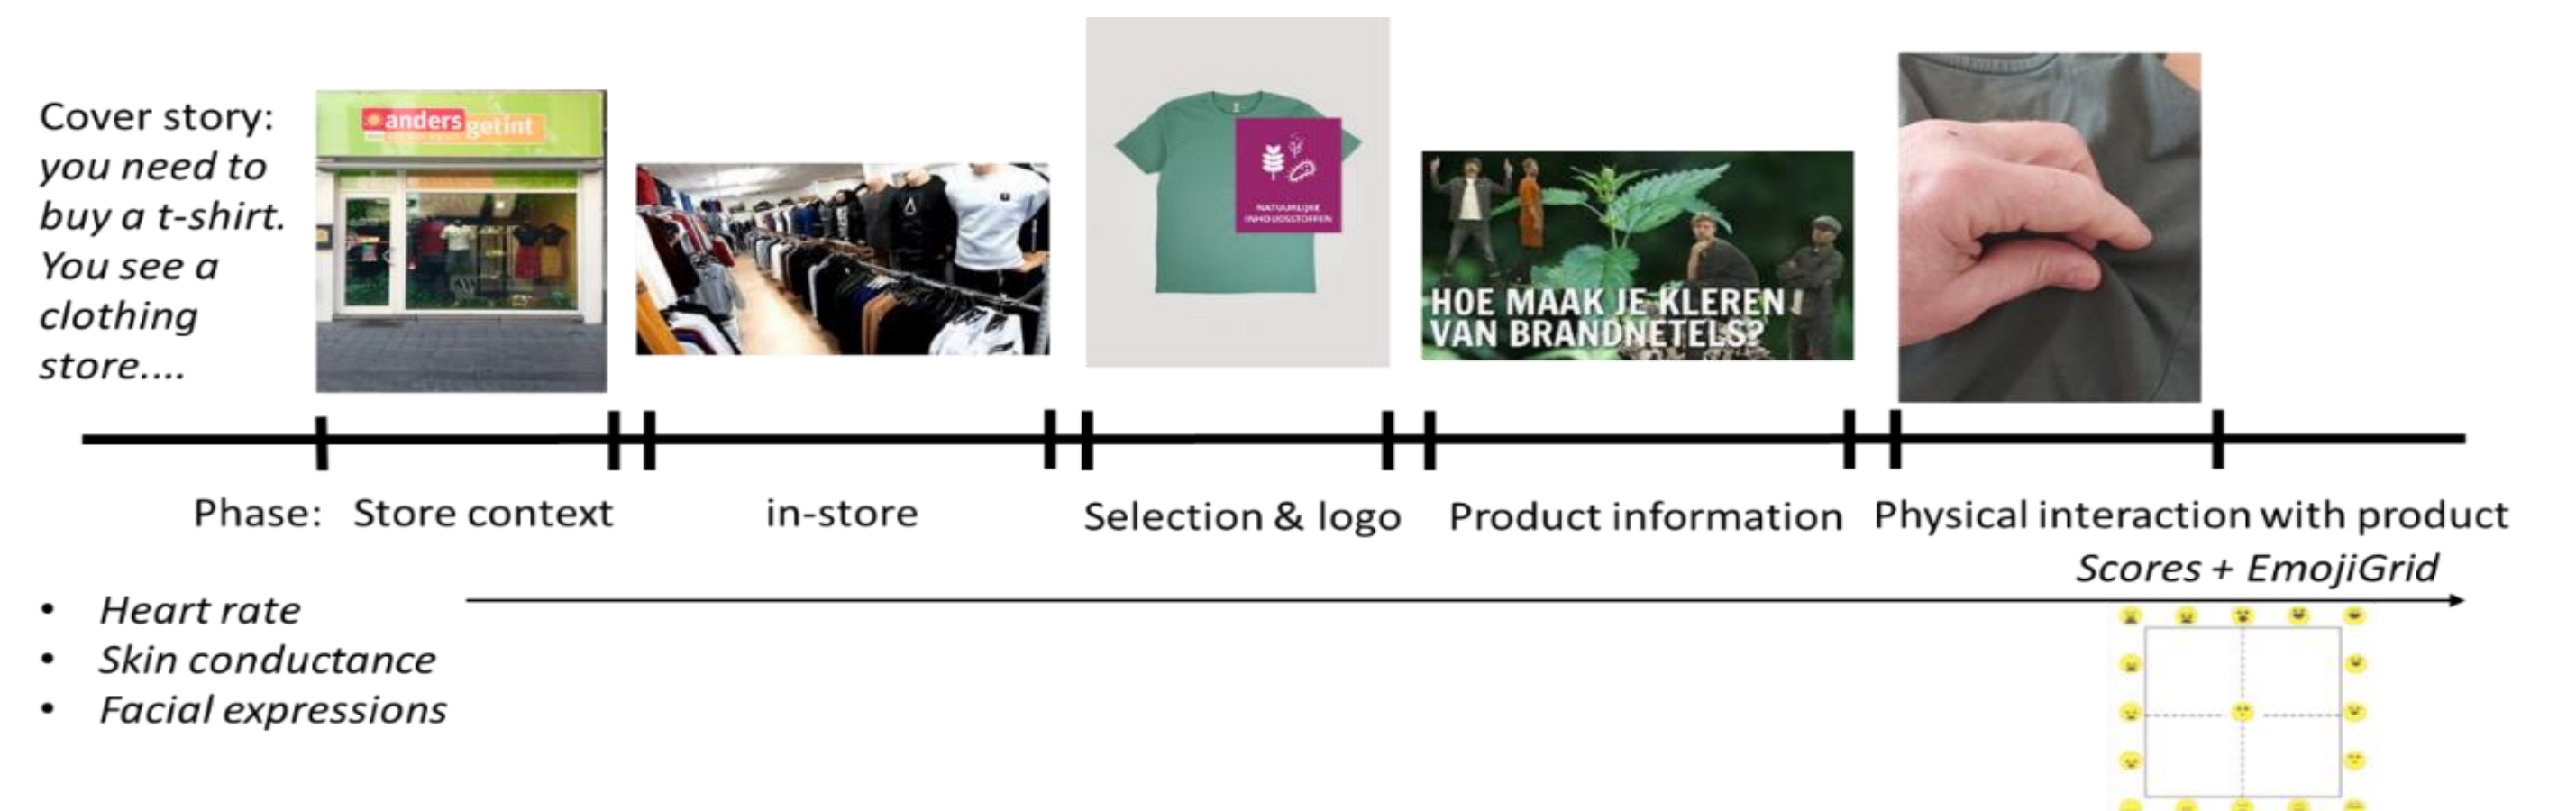 Cover story:
you need to
buy a t-shirt.
You see a
clothing
store....
anders
getint
NATUURLIJKE
INHOUDSSTOFFEN
HOE MAAK JE KLEREN
VAN BRANDNETELS?
Phase: Store context in-store Selection & logo Product information Physical interaction with product
Scores + EmojiGrid
• Heart rate
• Skin conductance
• Facial expressions